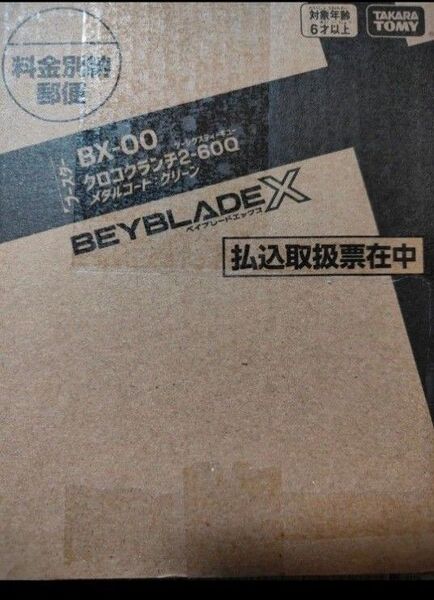 料金別納
郵便
対象年齢
6才以上
TAKARA
TOMY
ブースター
BX-00
クロコクランチ2-60Q
メタルコート グリーン
BEYBLADE X
ベイブレードエックス
払込取扱票在中